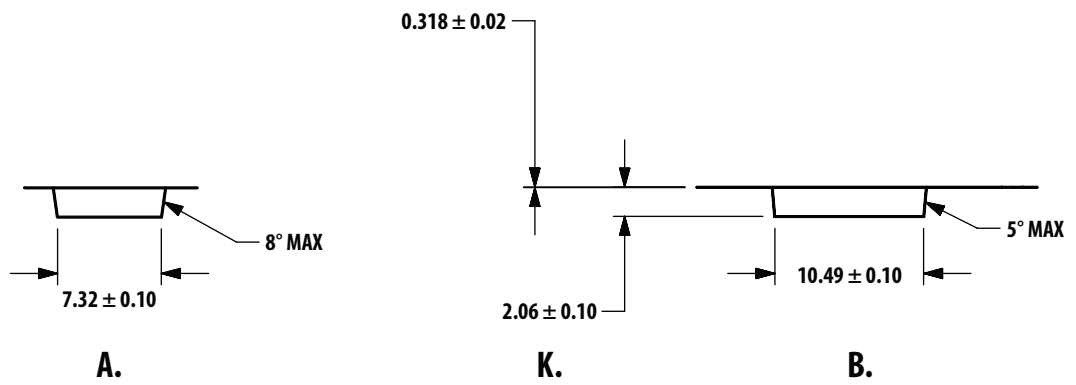 0.318 ± 0.02
8° MAX
5° MAX
7.32 ± 0.10
10.49 ± 0.10
2.06 ± 0.10
A.
K.
B.